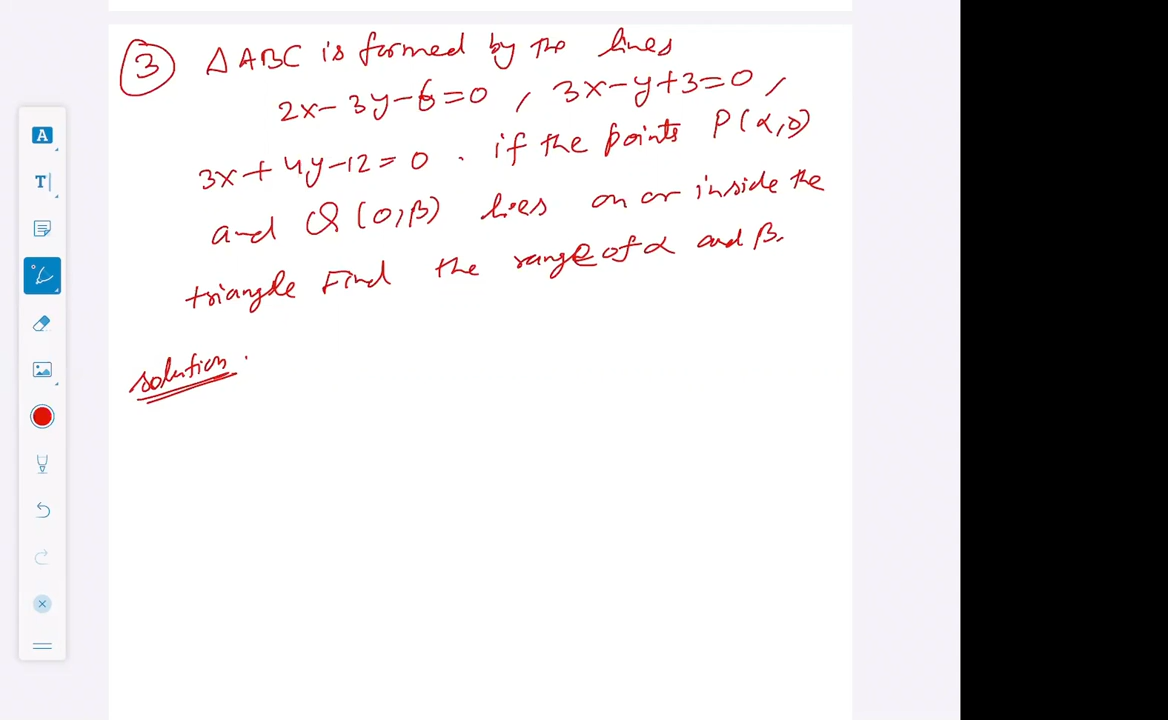 3 Δ ABC is formed by the lines
2x - 3y - 6 = 0 , 3x - y + 3 = 0 ,
3x + 4y - 12 = 0 . if the points P(α, 0)
and Q (0, β) lies on or inside the
triangle Find the range of α and β.
solution.
A
T